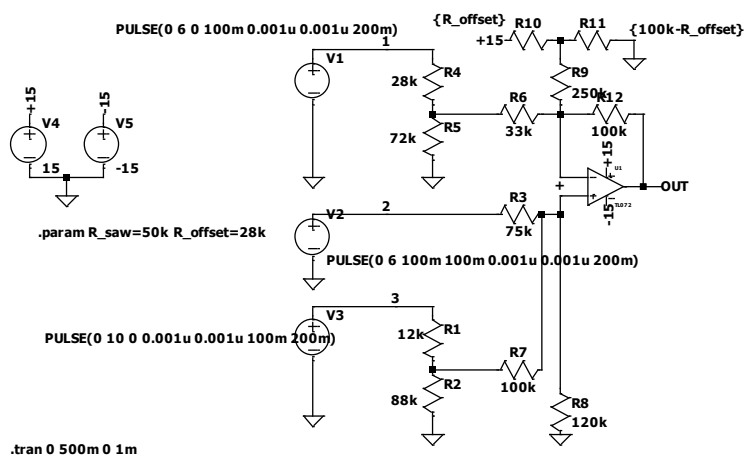 PULSE(0 6 0 100m 0.001u 0.001u 200m)
1
{R_offset}
R10
R11
{100k-R_offset}
+15
V1
R4
28k
R9
250k
R6
33k
R12
100k
+15
-15
V4
V5
15
-15
R5
72k
+15
U1
OUT
-15
TL072
2
R3
75k
V2
.param R_saw=50k R_offset=28k
PULSE(0 6 100m 100m 0.001u 0.001u 200m)
3
V3
PULSE(0 10 0 0.001u 0.001u 100m 200m)
R1
12k
R7
100k
R2
88k
R8
120k
.tran 0 500m 0 1m